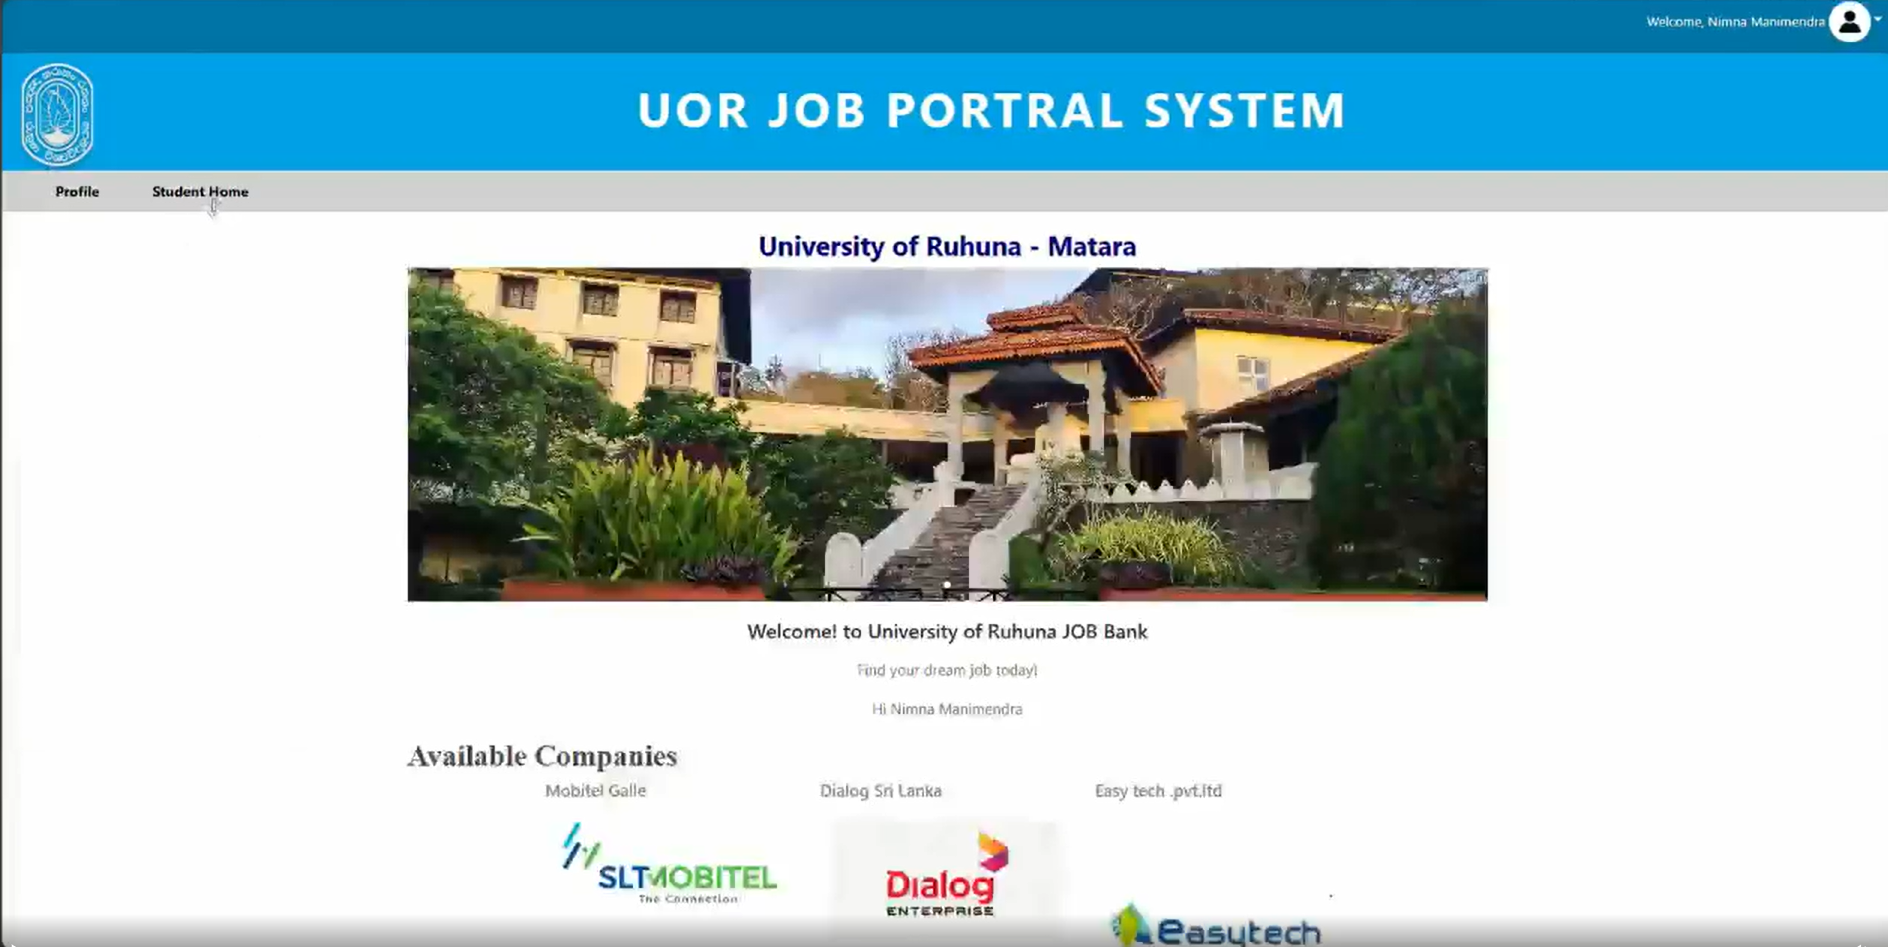 Welcome, Nimna Manimendra
UOR JOB PORTRAL SYSTEM
Profile Student Home
University of Ruhuna - Matara
Welcome! to University of Ruhuna JOB Bank
Find your dream job today!
Hi Nimna Manimendra
Available Companies
Mobitel Galle Dialog Sri Lanka Easy tech .pvt.ltd
SLTMOBITEL
The Connection
Dialog
ENTERPRISE
easytech